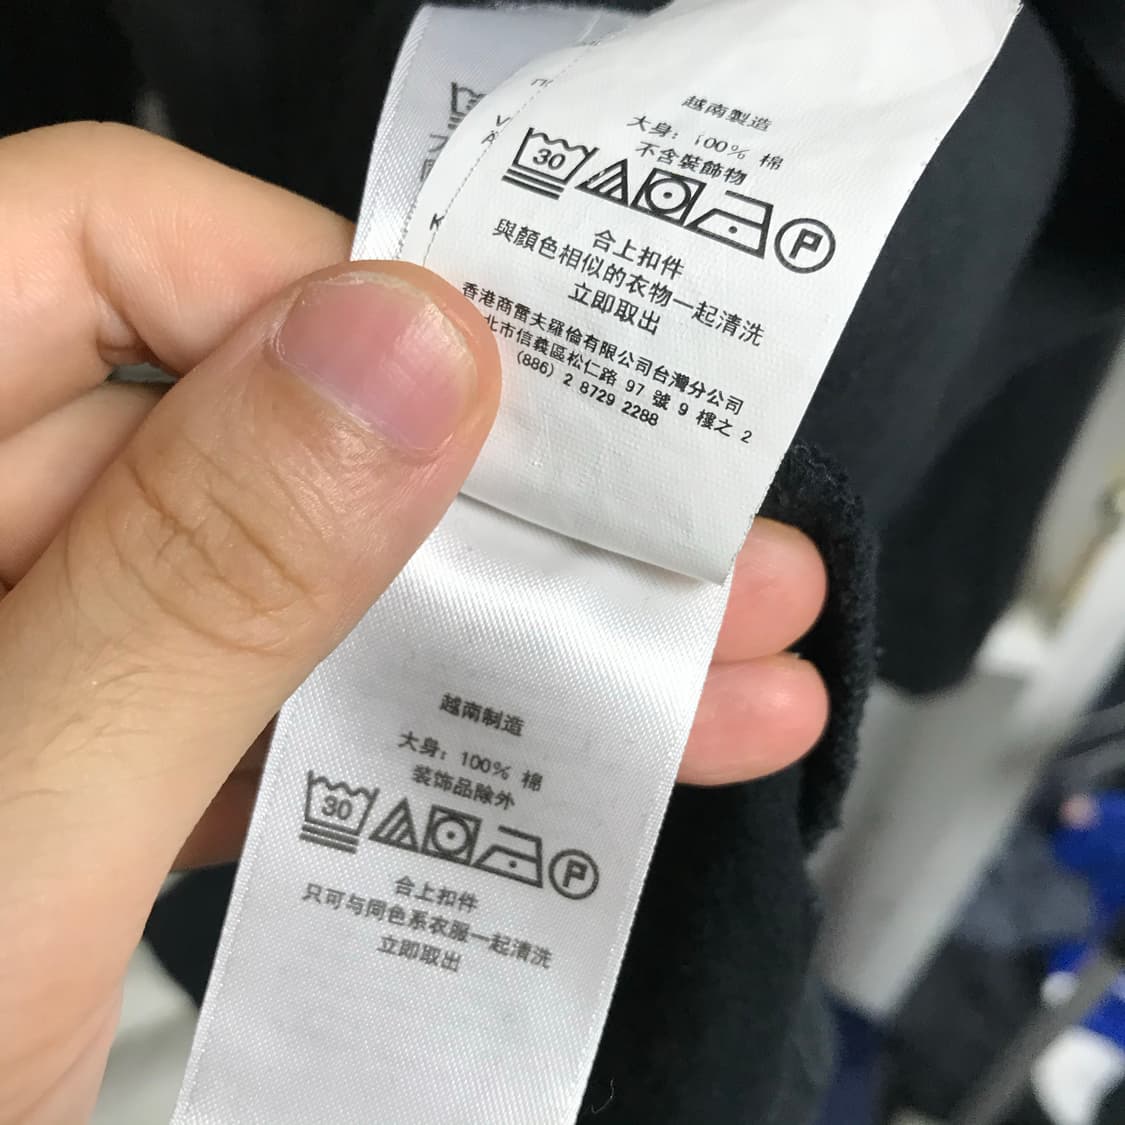 越南製造
大身: 100% 棉
不含裝飾物
30
P
合上扣件
與顏色相似的衣物一起清洗
立即取出
香港商雷夫羅倫有限公司台灣分公司
北市信義區松仁路 97 號 9 樓之 2
(886) 2 8729 2288
越南制造
大身: 100% 棉
装饰品除外
30
P
合上扣件
只可与同色系衣服一起清洗
立即取出